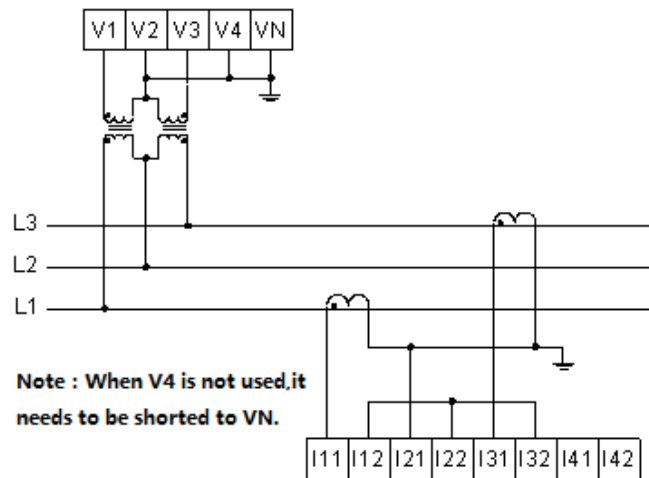 V1 V2 V3 V4 VN
L3
L2
L1
Note : When V4 is not used,it
needs to be shorted to VN.
I11 I12 I21 I22 I31 I32 I41 I42